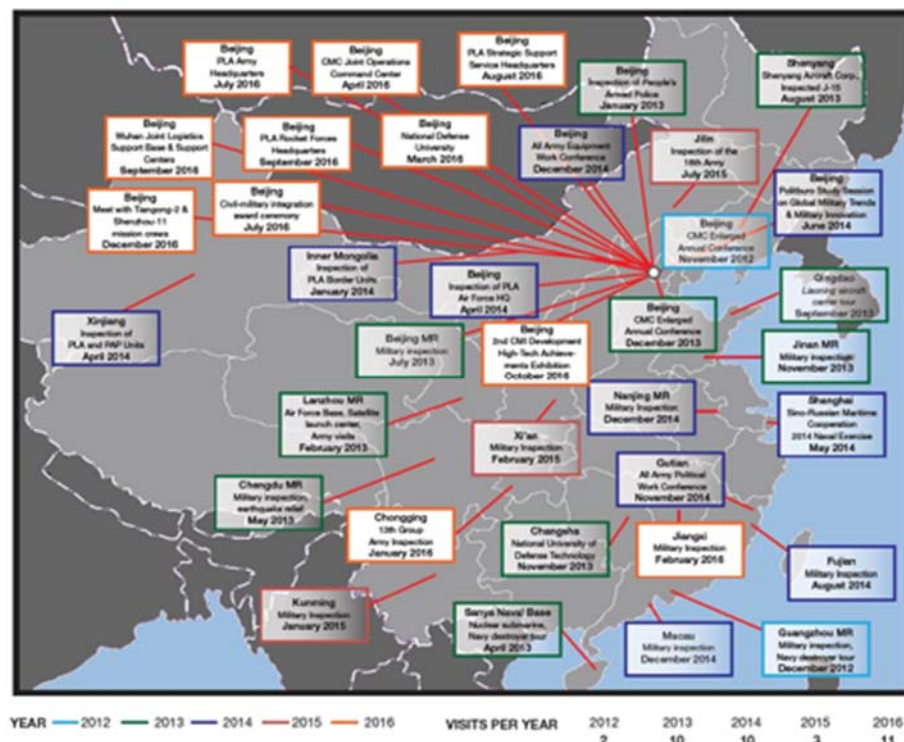 Beijing
PLA Army
Headquarters
July 2016
Beijing
CMC Joint Operations
Command Center
April 2016
Beijing
PLA Strategic Support
Service Headquarters
August 2016
Beijing
Inspection of People's
Armed Police
January 2013
Shenyang
Shenyang Aircraft Corp.,
Inspected J-15
August 2013
Beijing
Wuhan Joint Logistics
Support Base & Support
Centers
September 2016
Beijing
PLA Rocket Forces
Headquarters
September 2016
Beijing
National Defense
University
March 2016
Beijing
All Army Equipment
Work Conference
December 2014
Jilin
Inspection of the
16th Army
July 2015
Beijing
Politburo Study Session
on Global Military Trends
& Military Innovation
June 2014
Beijing
Meet with Tiangong-2 &
Shenzhou-11
mission crews
December 2016
Beijing
Civil-military integration
award ceremony
July 2016
Beijing
CMC Enlarged
Annual Conference
November 2012
Inner Mongolia
Inspection of
PLA Border Units
January 2014
Beijing
Inspection of PLA
Air Force HQ
April 2014
Qingdao
Liaoning aircraft
carrier tour
September 2013
Xinjiang
Inspection of
PLA and PAP Units
April 2014
Beijing MR
Military inspection
July 2013
Beijing
2nd CMI Development
High-Tech Achieve-
ments Exhibition
October 2016
Beijing
CMC Enlarged
Annual Conference
December 2013
Jinan MR
Military inspection
November 2013
Lanzhou MR
Air Force Base, Satellite
launch center,
Army visits
February 2013
Nanjing MR
Military Inspection
December 2014
Shanghai
Sino-Russian Maritime
Cooperation
2014 Naval Exercise
May 2014
Xi'an
Military Inspection
February 2015
Gutian
All Army Political
Work Conference
November 2014
Chengdu MR
Military inspection,
earthquake relief
May 2013
Chongqing
13th Group
Army Inspection
January 2016
Changsha
National University of
Defense Technology
November 2013
Jiangxi
Military Inspection
February 2016
Fujian
Military Inspection
August 2014
Kunming
Military Inspection
January 2015
Sanya Naval Base
Nuclear submarine,
Navy destroyer tour
April 2013
Macau
Military inspection
December 2014
Guangzhou MR
Military inspection,
Navy destroyer tour
December 2012
YEAR 2012 2013 2014 2015 2016
VISITS PER YEAR 2012 2013 2014 2015 2016
2 10 10 3 11